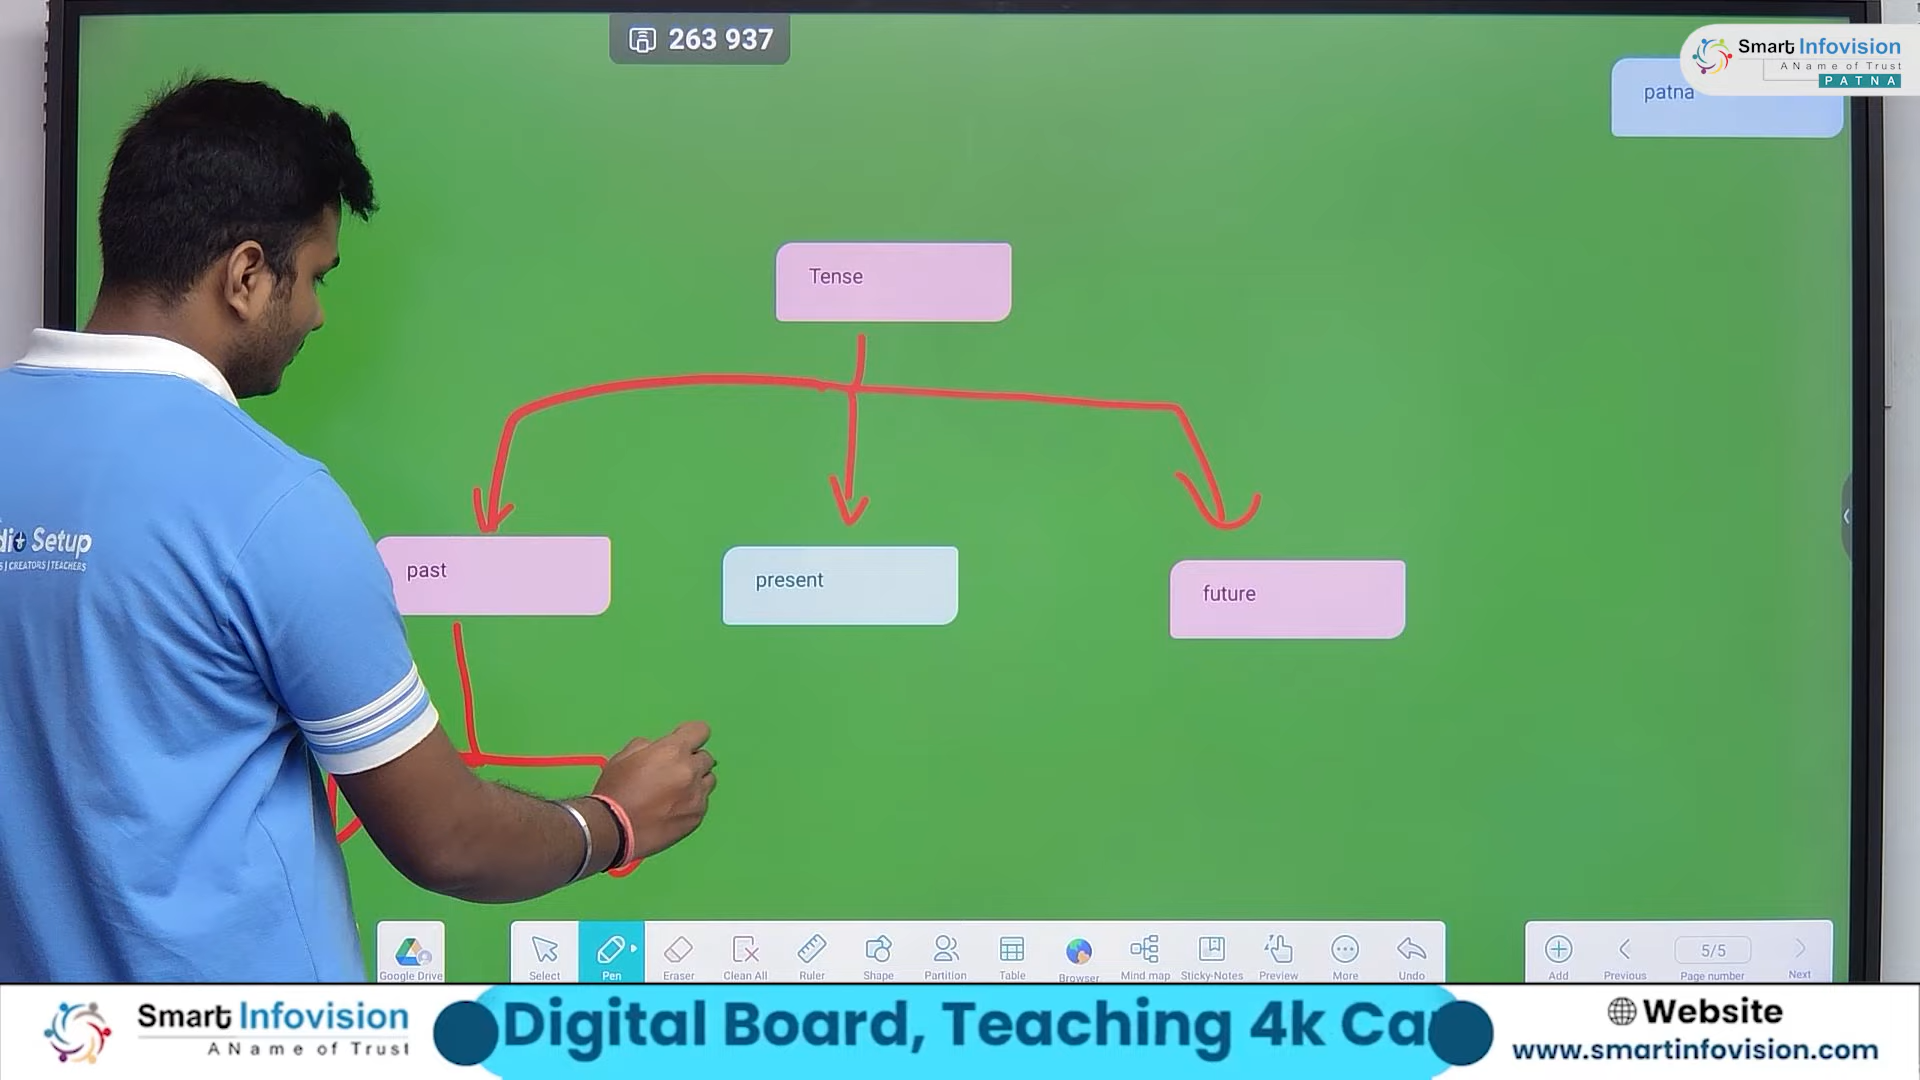 263 937
Smart Infovision
A Name of Trust
PATNA
patna
Tense
past
present
future
Setup
| CREATORS | TEACHERS
Google Drive
Select
Pen
Eraser
Clean All
Ruler
Shape
Partition
Table
Browser
Mind map
Sticky-Notes
Preview
More
Undo
Add
Previous
5/5
Page number
Next
Smart Infovision
A Name of Trust
Digital Board, Teaching 4k
Website
www.smartinfovision.com